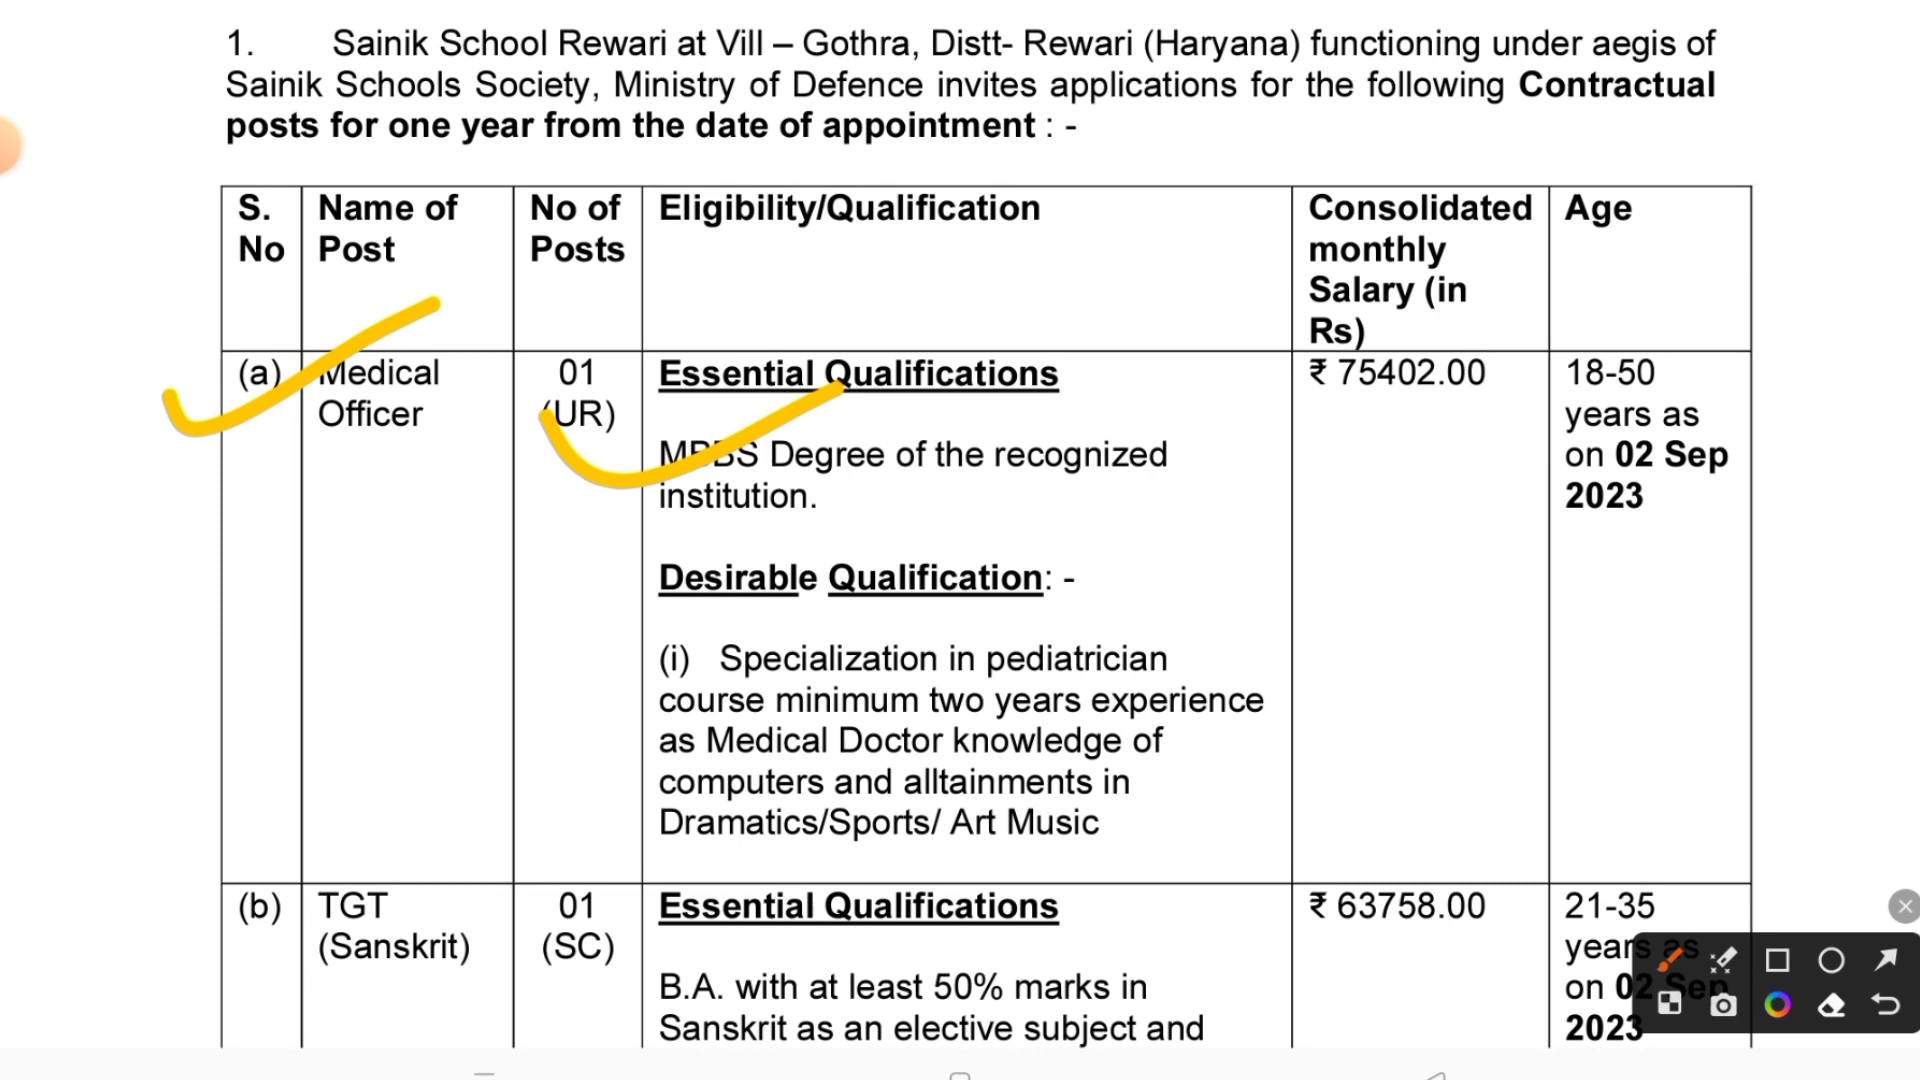 1. Sainik School Rewari at Vill – Gothra, Distt- Rewari (Haryana) functioning under aegis of
Sainik Schools Society, Ministry of Defence invites applications for the following Contractual
posts for one year from the date of appointment : -
S. No
Name of Post
No of Posts
Eligibility/Qualification
Consolidated monthly Salary (in Rs)
Age
(a)
Medical
Officer
01
(UR)
Essential Qualifications
MBBS Degree of the recognized
institution.
Desirable Qualification: -
(i) Specialization in pediatrician
course minimum two years experience
as Medical Doctor knowledge of
computers and alltainments in
Dramatics/Sports/ Art Music
₹ 75402.00
18-50
years as
on 02 Sep
2023
(b)
TGT
(Sanskrit)
01
(SC)
Essential Qualifications
B.A. with at least 50% marks in
Sanskrit as an elective subject and
₹ 63758.00
21-35
years as
on 02 Sep
2023